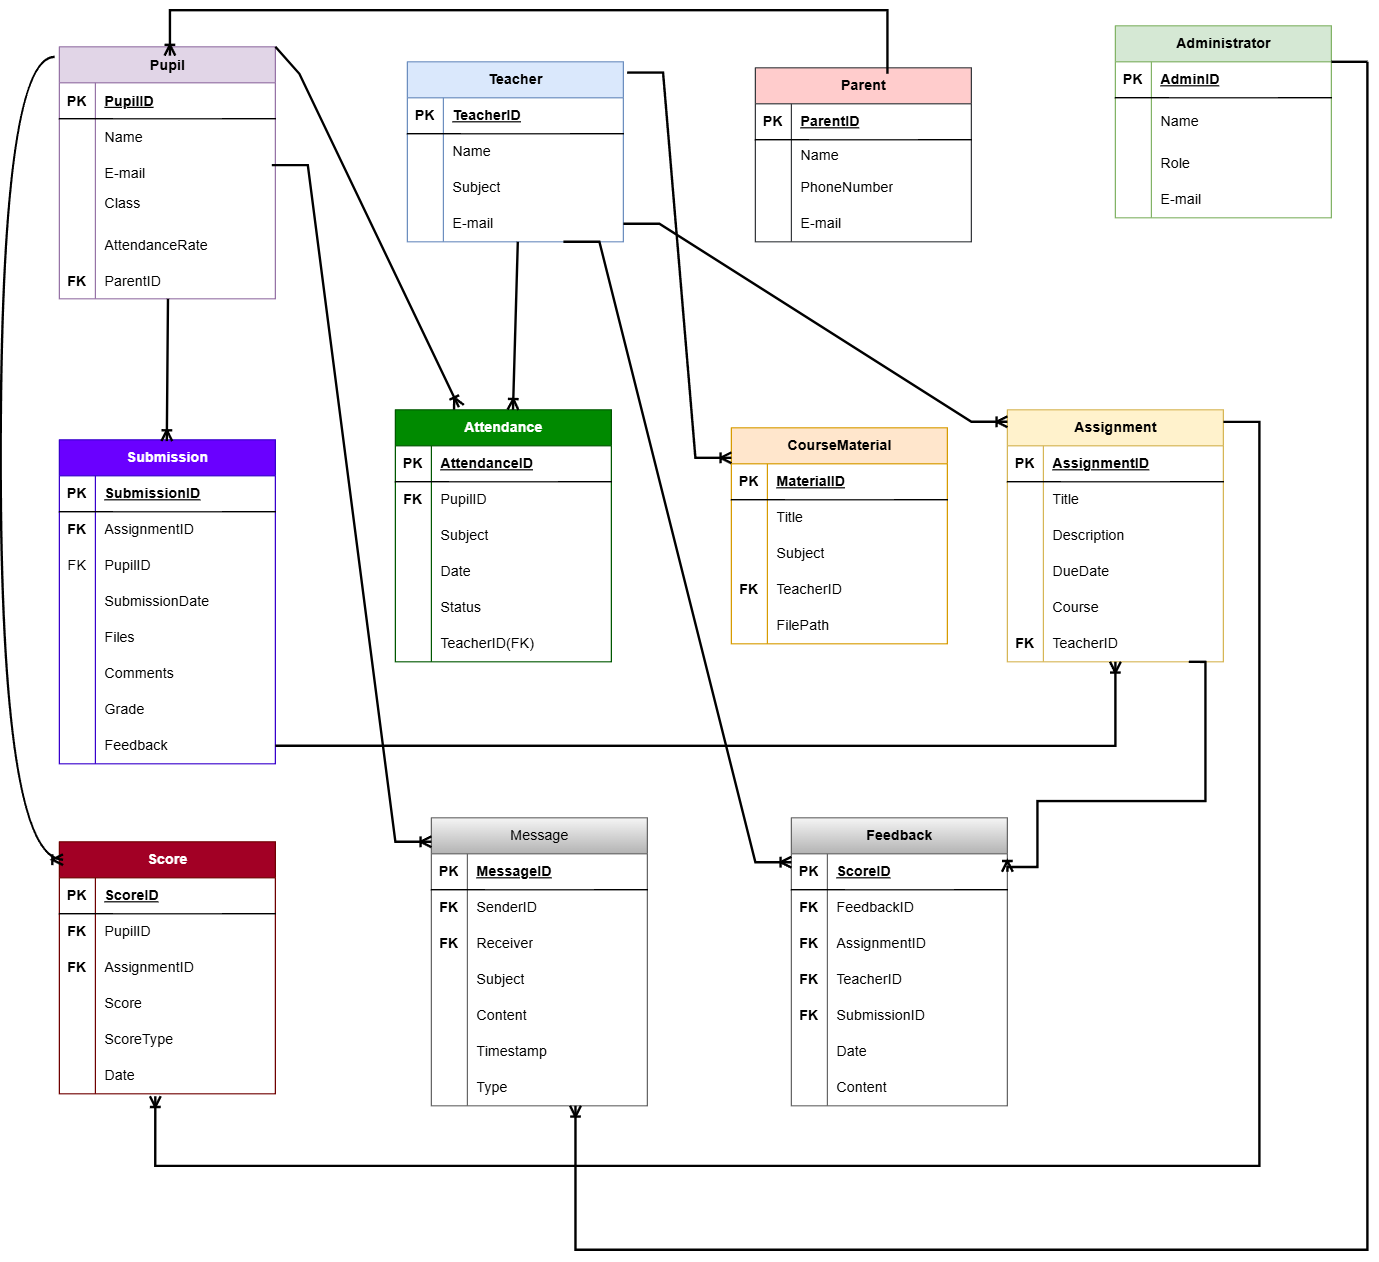 Pupil
PK PupilID
Name
E-mail
Class
AttendanceRate
FK ParentID
Teacher
PK TeacherID
Name
Subject
E-mail
Parent
PK ParentID
Name
PhoneNumber
E-mail
Administrator
PK AdminID
Name
Role
E-mail
Submission
PK SubmissionID
FK AssignmentID
FK PupilID
SubmissionDate
Files
Comments
Grade
Feedback
Attendance
PK AttendanceID
FK PupilID
Subject
Date
Status
TeacherID(FK)
CourseMaterial
PK MaterialID
Title
Subject
FK TeacherID
FilePath
Assignment
PK AssignmentID
Title
Description
DueDate
Course
FK TeacherID
Score
PK ScoreID
FK PupilID
FK AssignmentID
Score
ScoreType
Date
Message
PK MessageID
FK SenderID
FK Receiver
Subject
Content
Timestamp
Type
Feedback
PK ScoreID
FK FeedbackID
FK AssignmentID
FK TeacherID
FK SubmissionID
Date
Content